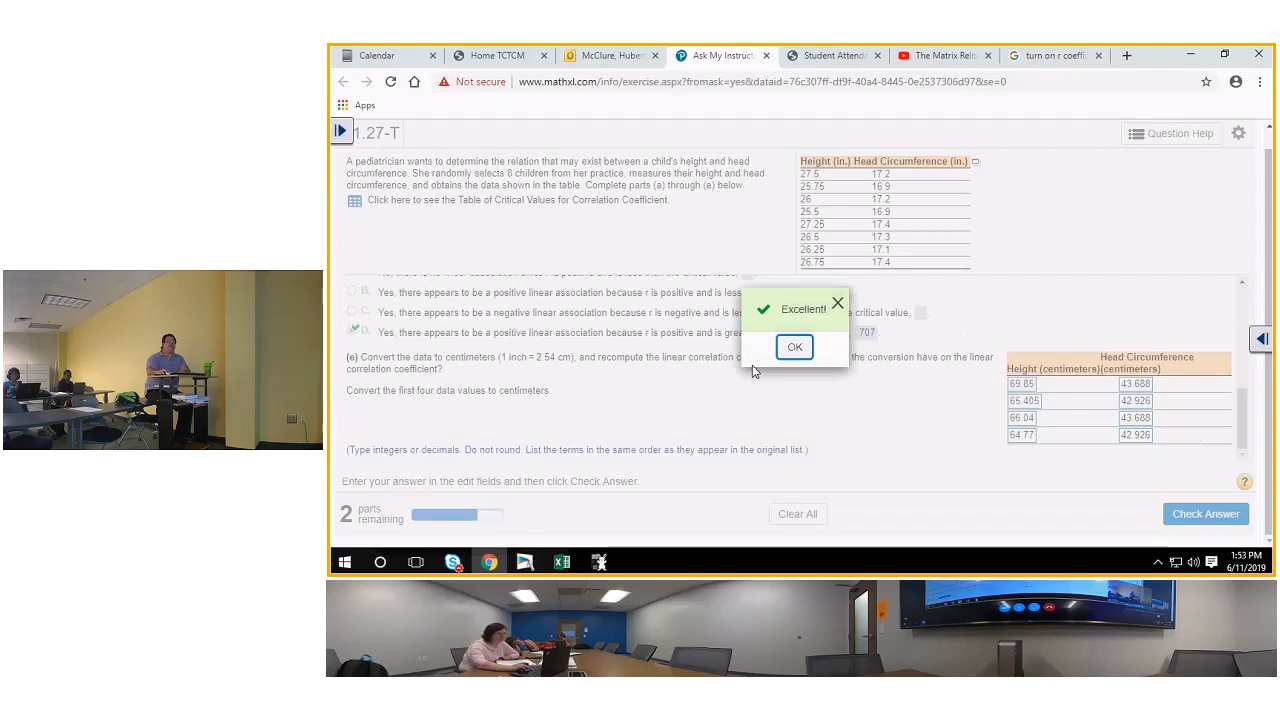 Calendar
Home TCTCM
McClure, Hubert
Ask My Instruct
Student Attend
The Matrix Relo
turn on r coeffic
Not secure
www.mathxl.com/info/exercise.aspx?fromask=yes&dataid=76c307ff-df9f-40a4-8445-0e2537306d97&se=0
Apps
1.27-T
Question Help
A pediatrician wants to determine the relation that may exist between a child's height and head
circumference. She randomly selects 8 children from her practice, measures their height and head
circumference, and obtains the data shown in the table. Complete parts (a) through (e) below.
Click here to see the Table of Critical Values for Correlation Coefficient.
Height (in.) Head Circumference (in.)
27.5 17.2
25.75 16.9
26 17.2
25.5 16.9
27.25 17.4
26.5 17.3
26.25 17.1
26.75 17.4
B. Yes, there appears to be a positive linear association because r is positive and is less
C. Yes, there appears to be a negative linear association because r is negative and is les critical value,
D. Yes, there appears to be a positive linear association because r is positive and is grea .707
Excellent!
OK
(e) Convert the data to centimeters (1 inch = 2.54 cm), and recompute the linear correlation c the conversion have on the linear
correlation coefficient?
Convert the first four data values to centimeters.
Head Circumference
Height (centimeters)(centimeters)
69.85 43.688
65.405 42.926
66.04 43.688
64.77 42.926
(Type integers or decimals. Do not round. List the terms in the same order as they appear in the original list.)
Enter your answer in the edit fields and then click Check Answer.
2 parts
remaining
Clear All
Check Answer
1:53 PM
6/11/2019